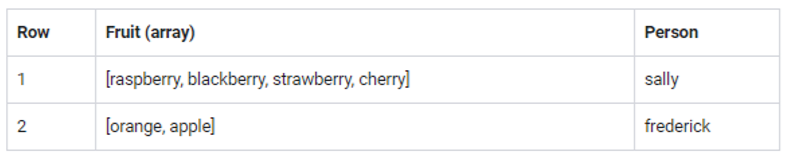 Row Fruit (array) Person
1 [raspberry, blackberry, strawberry, cherry] sally
2 [orange, apple] frederick